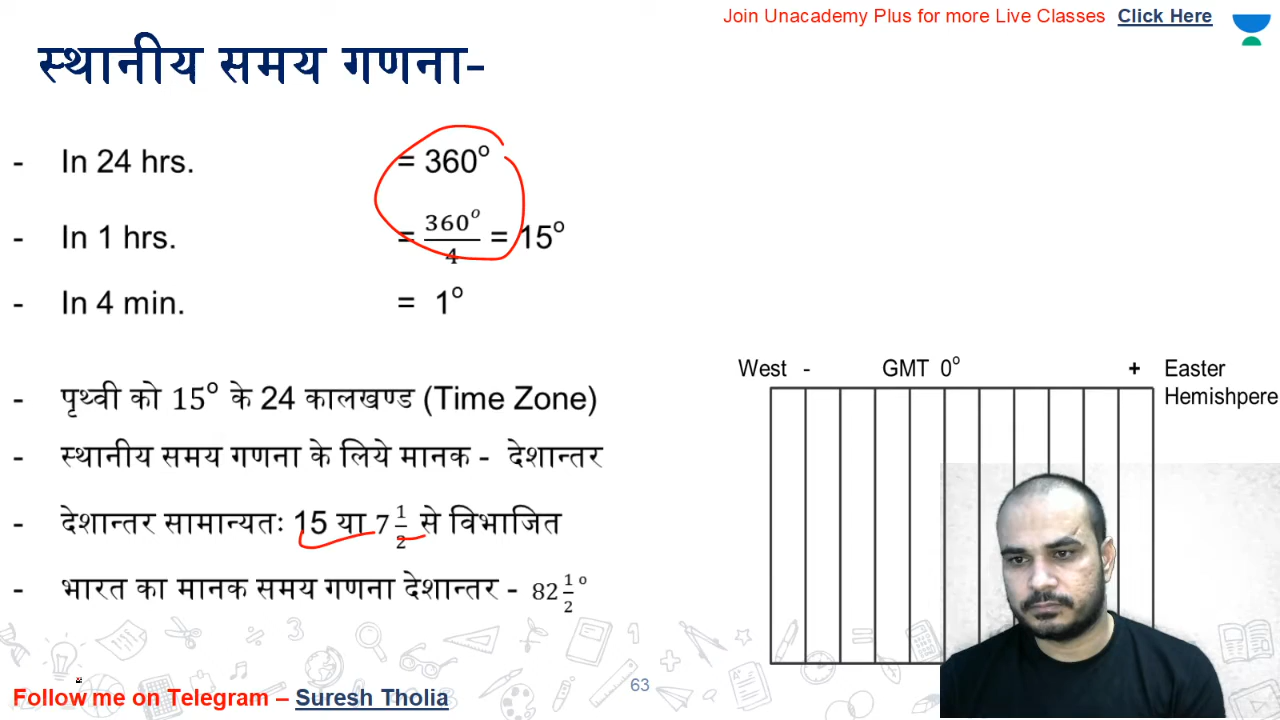 Join Unacademy Plus for more Live Classes Click Here
स्थानीय समय गणना-
- In 24 hrs. = 360°
- In 1 hrs. = 360°/4 = 15°
- In 4 min. = 1°
- पृथ्वी को 15° के 24 कालखण्ड (Time Zone)
- स्थानीय समय गणना के लिये मानक - देशान्तर
- देशान्तर सामान्यतः 15 या 7 1/2 से विभाजित
- भारत का मानक समय गणना देशान्तर - 82 1/2°
West - GMT 0° + Easter
Hemishpere
63
Follow me on Telegram – Suresh Tholia